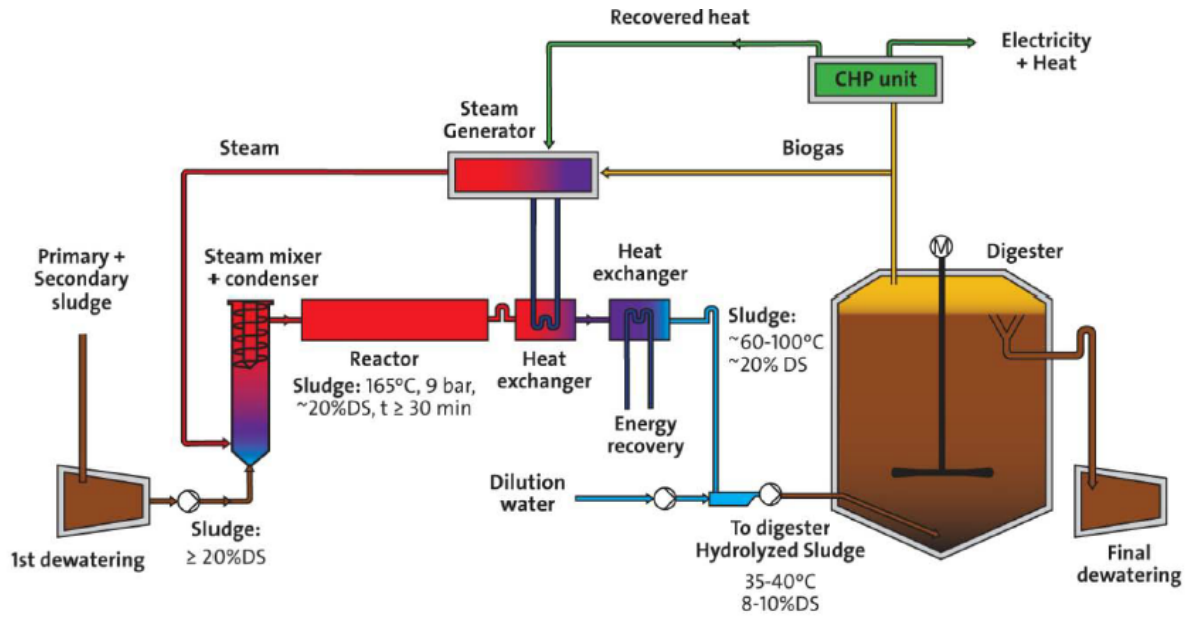 Recovered heat
Electricity
+ Heat
CHP unit
Steam
Generator
Steam
Biogas
Primary +
Secondary
sludge
Steam mixer
+ condenser
Heat
exchanger
M
Digester
Sludge:
~60-100°C
~20% DS
Reactor
Sludge: 165°C, 9 bar,
~20%DS, t ≥ 30 min
Heat
exchanger
Energy
recovery
Dilution
water
Sludge:
≥ 20%DS
1st dewatering
To digester
Hydrolyzed Sludge
35-40°C
8-10%DS
Final
dewatering